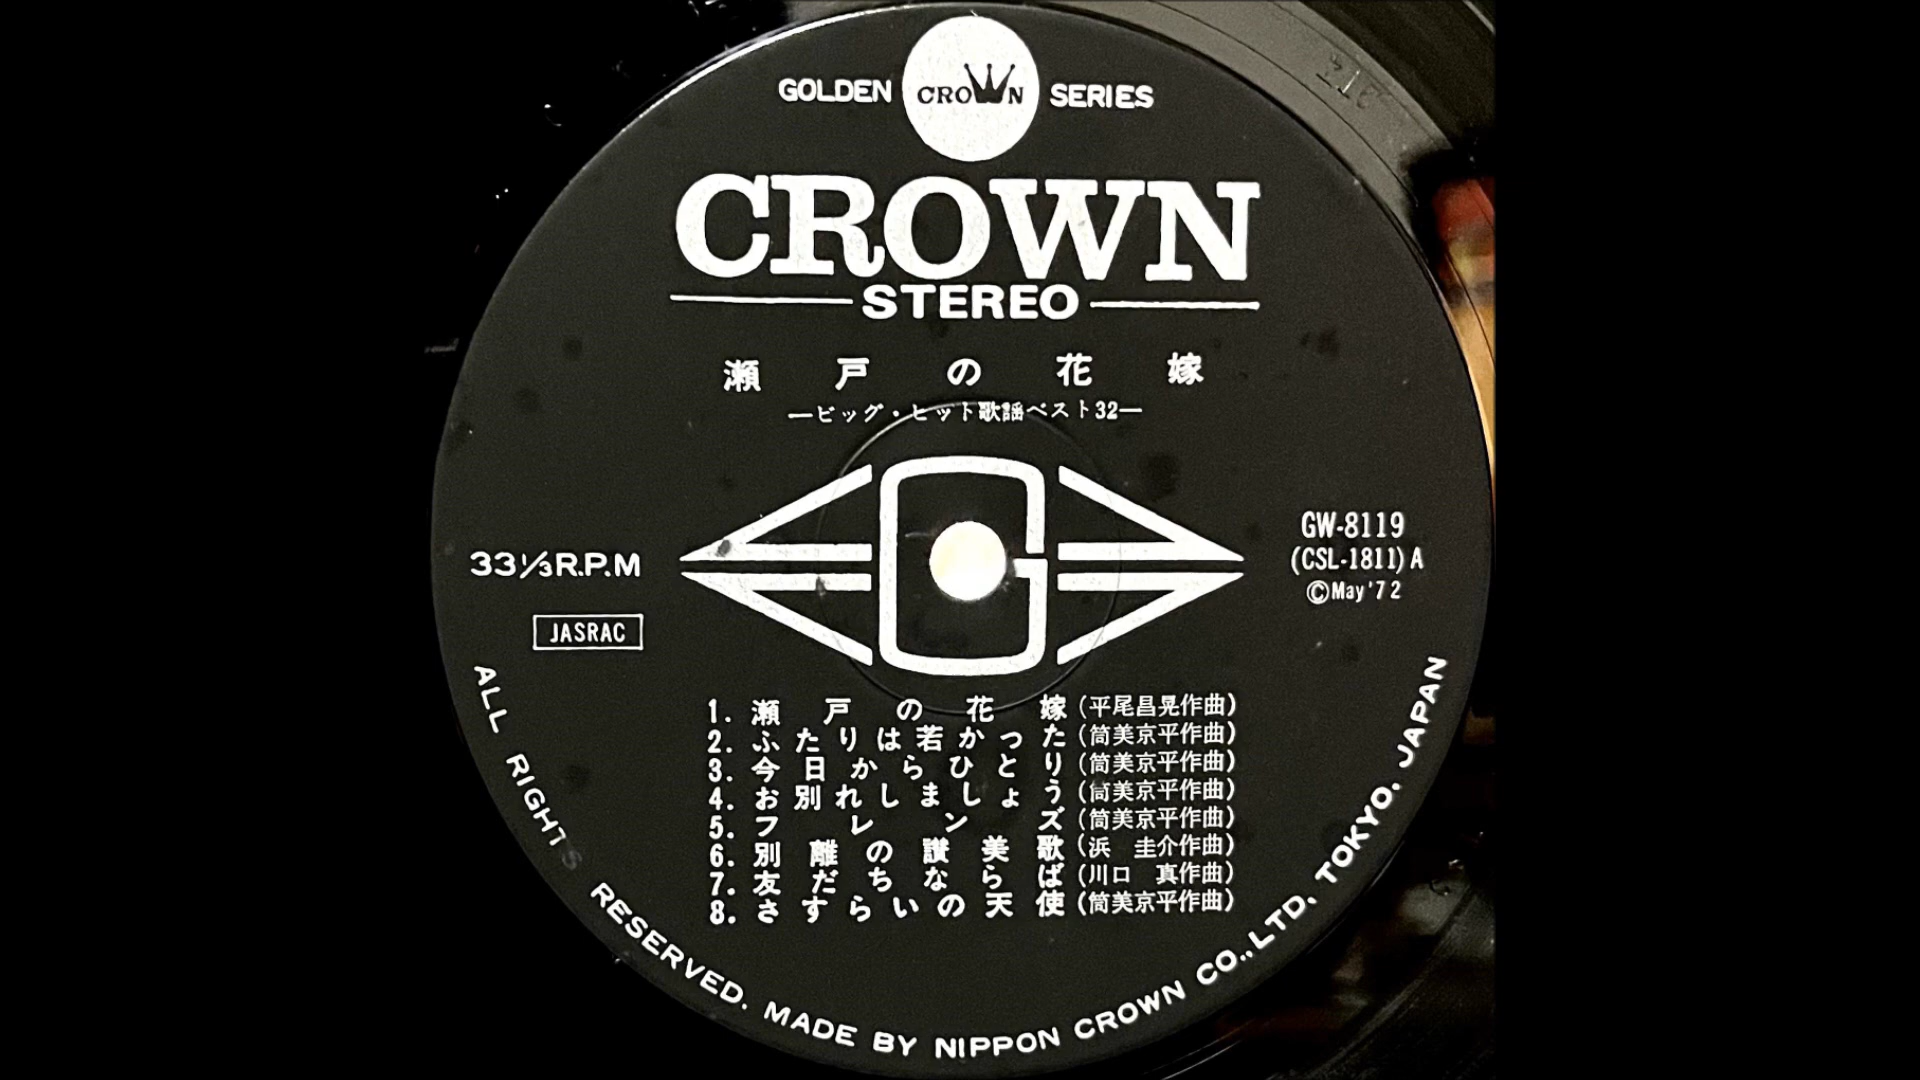 GOLDEN CROWN SERIES
CROWN
STEREO
瀬戸の花嫁
―ビッグ・ヒット歌謡ベスト32―
GW-8119
33⅓R.P.M
(CSL-1811) A
©May '72
JASRAC
1. 瀬戸の花嫁 (平尾昌晃作曲)
2. ふたりは若かった (筒美京平作曲)
3. 今日からひとり (筒美京平作曲)
4. お別れしましょう (筒美京平作曲)
5. フレンズ (筒美京平作曲)
6. 別離の讃美歌 (浜 圭介作曲)
7. 友だちならば (川口 真作曲)
8. さすらいの天使 (筒美京平作曲)
ALL RIGHTS RESERVED. MADE BY NIPPON CROWN CO., LTD. TOKYO. JAPAN